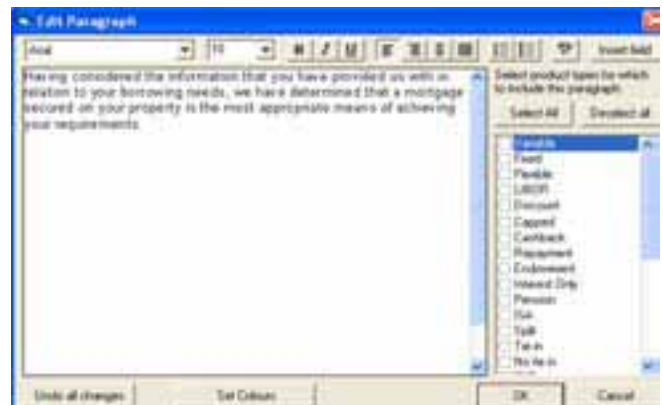 Edit Paragraph
Arial 10 B I U Insert field
Having considered the information that you have provided us with in
relation to your borrowing needs, we have determined that a mortgage
secured on your property is the most appropriate means of achieving
your requirements.
Select product types for which
to include this paragraph:
Select All Deselect all
Variable
Fixed
Flexible
LIBOR
Discount
Capped
Cashback
Repayment
Endowment
Interest Only
Pension
ISA
Split
Tie-in
No tie-in
Undo all changes Set Colours OK Cancel